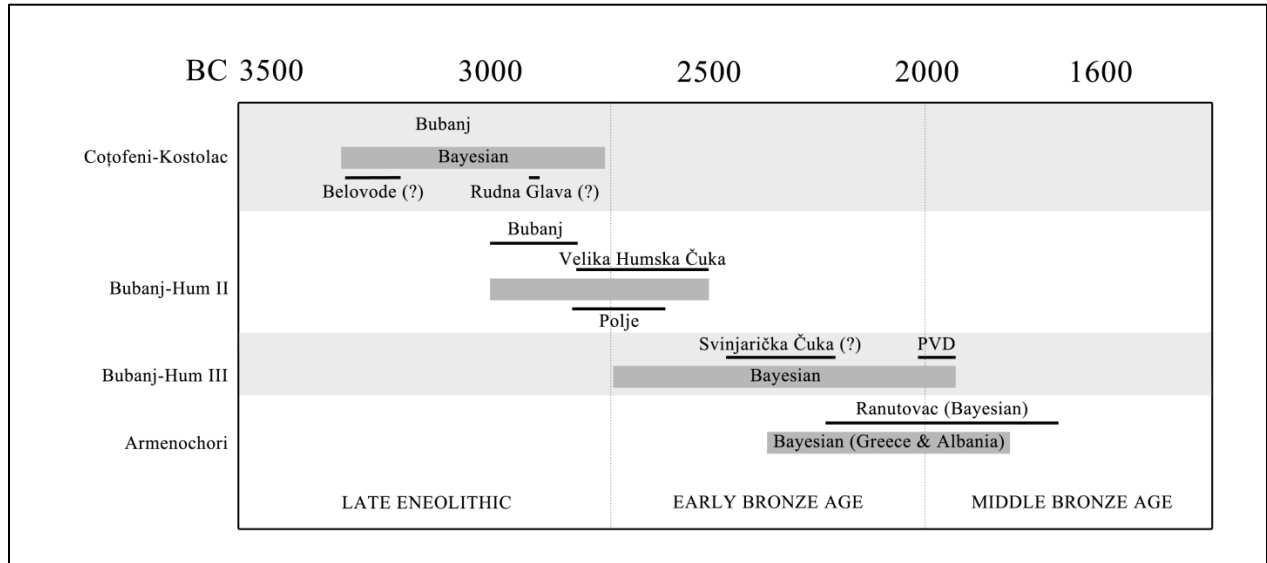 BC 3500 3000 2500 2000 1600
Bubanj
Coțofeni-Kostolac Bayesian
Belovode (?) Rudna Glava (?)
Bubanj
Velika Humska Čuka
Bubanj-Hum II
Polje
Svinjarička Čuka (?) PVD
Bubanj-Hum III Bayesian
Ranutovac (Bayesian)
Armenochori Bayesian (Greece & Albania)
LATE ENEOLITHIC EARLY BRONZE AGE MIDDLE BRONZE AGE